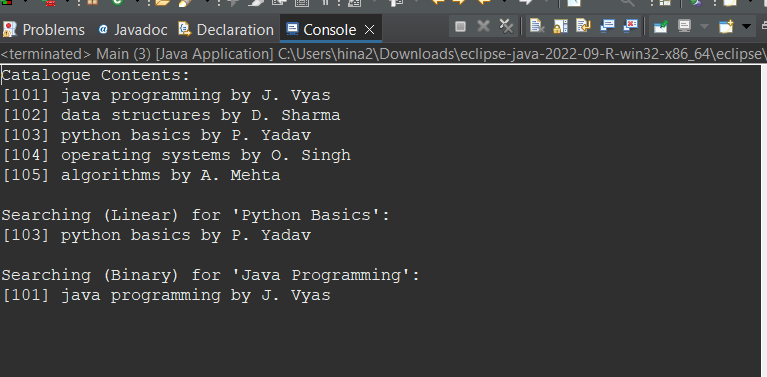 Problems @ Javadoc Declaration Console
<terminated> Main (3) [Java Application] C:\Users\hina2\Downloads\eclipse-java-2022-09-R-win32-x86_64\eclipse\
Catalogue Contents:
[101] java programming by J. Vyas
[102] data structures by D. Sharma
[103] python basics by P. Yadav
[104] operating systems by O. Singh
[105] algorithms by A. Mehta
Searching (Linear) for 'Python Basics':
[103] python basics by P. Yadav
Searching (Binary) for 'Java Programming':
[101] java programming by J. Vyas